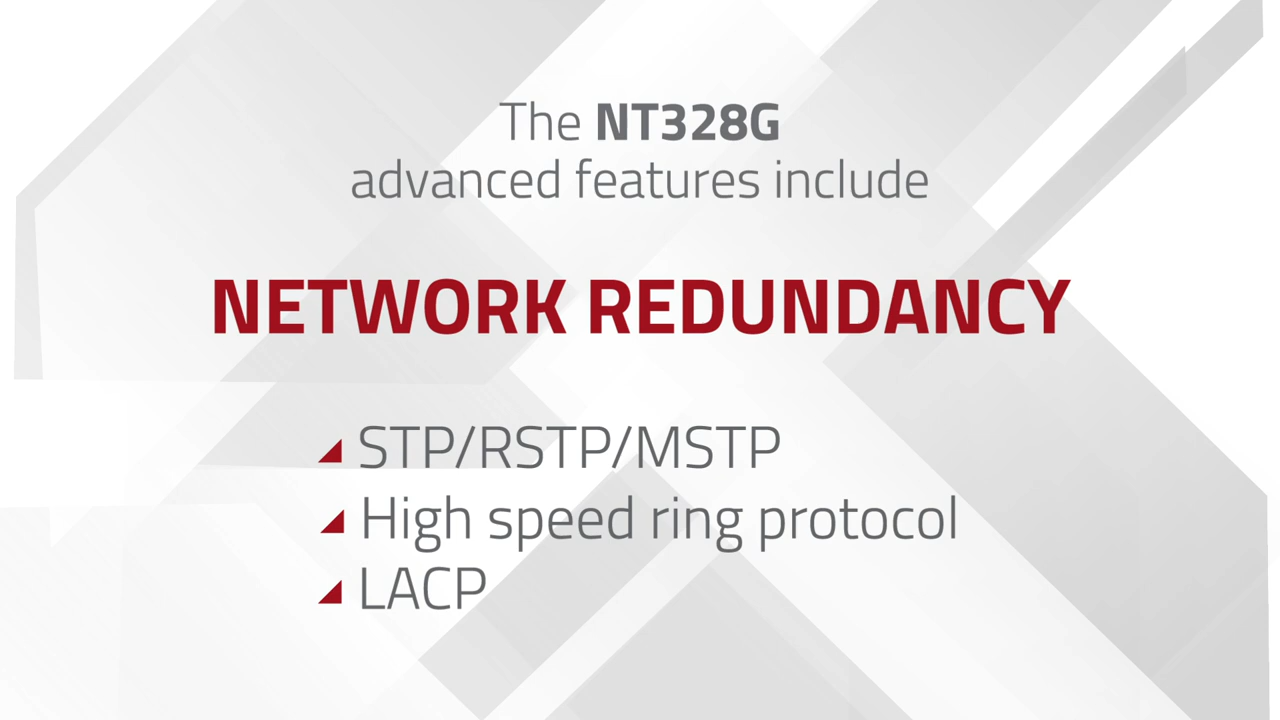 The NT328G
advanced features include
NETWORK REDUNDANCY
STP/RSTP/MSTP
High speed ring protocol
LACP